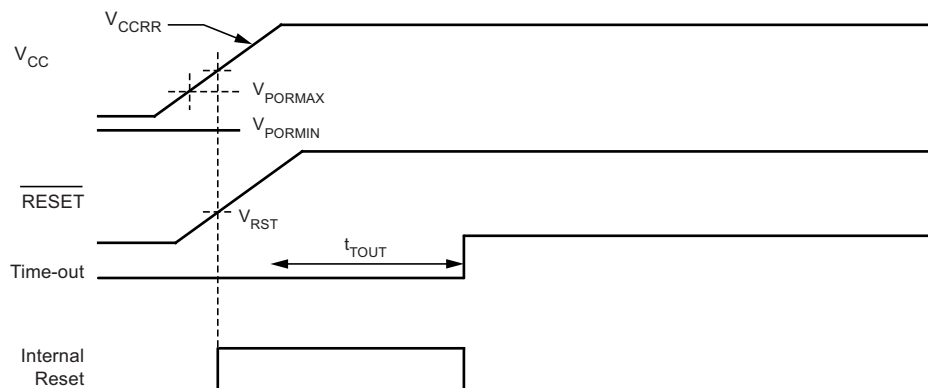 VCCRR
VCC
VPORMAX
VPORMIN
RESET
VRST
tTOUT
Time-out
Internal
Reset